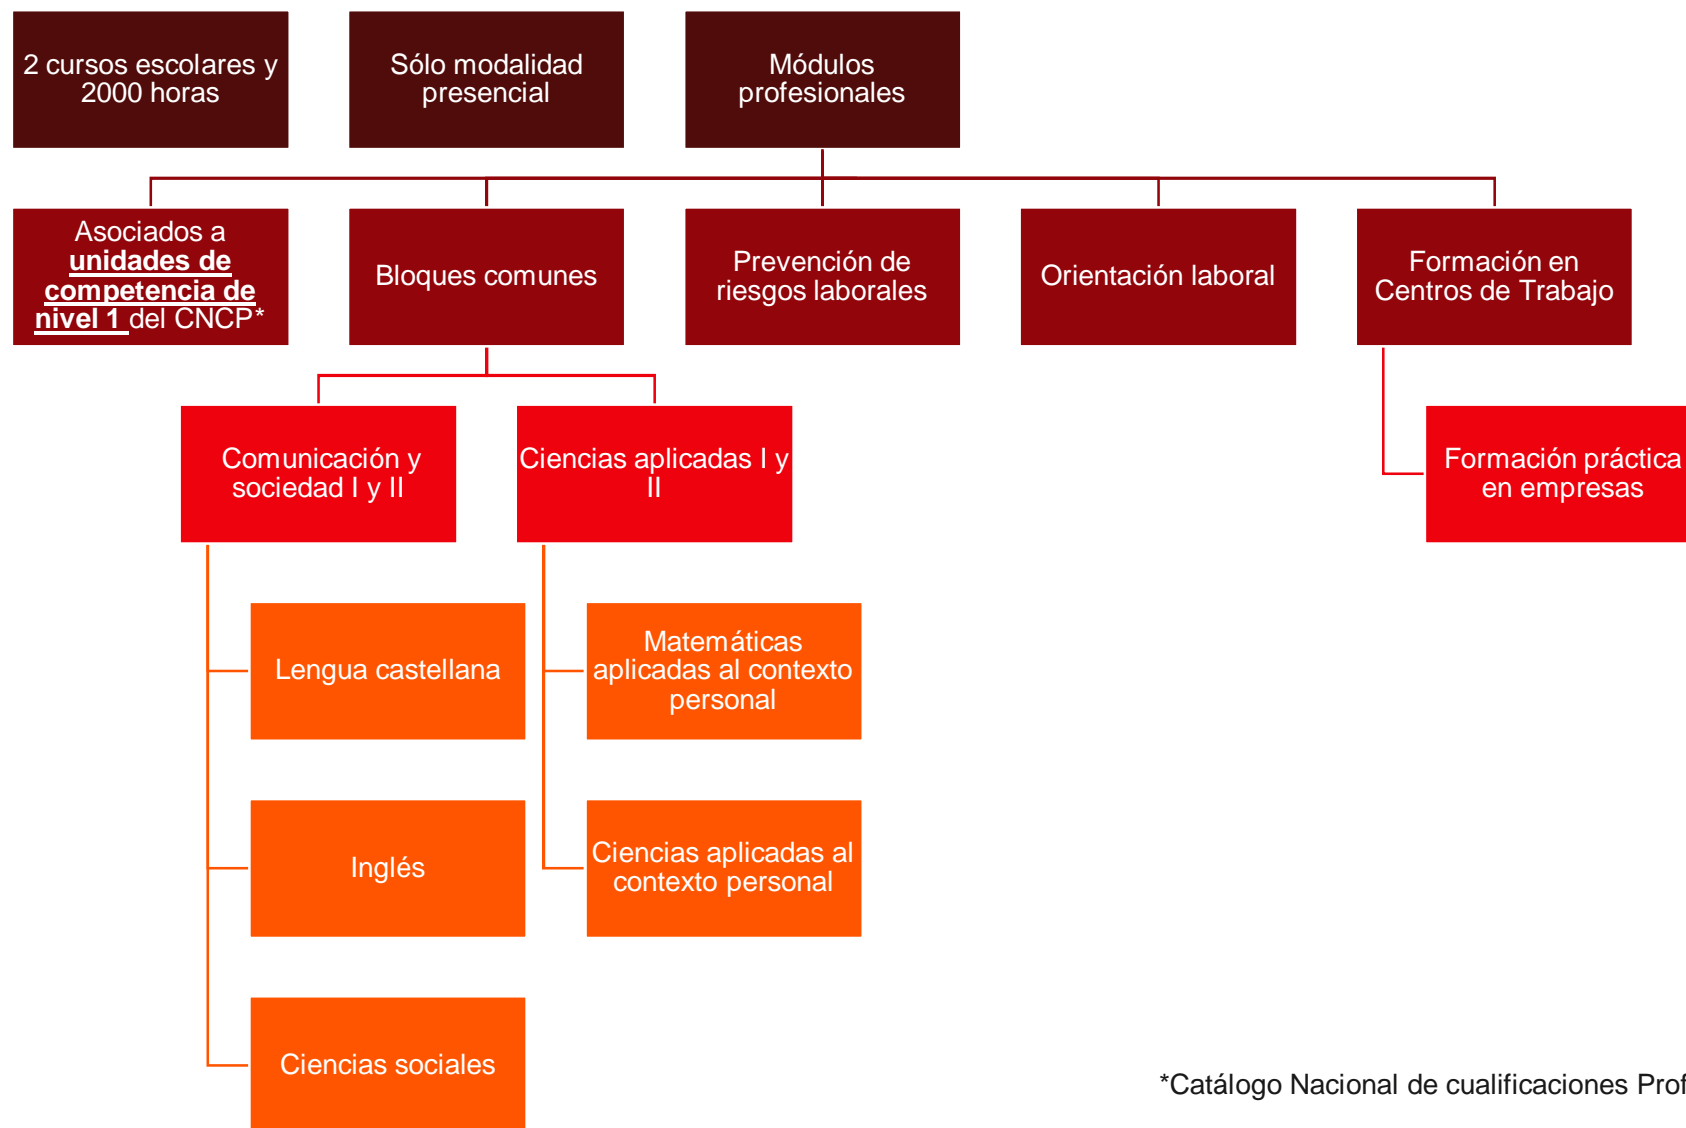 2 cursos escolares y
2000 horas
Sólo modalidad
presencial
Módulos
profesionales
Asociados a
unidades de
competencia de
nivel 1 del CNCP*
Bloques comunes
Prevención de
riesgos laborales
Orientación laboral
Formación en
Centros de Trabajo
Comunicación y
sociedad I y II
Ciencias aplicadas I y
II
Formación práctica
en empresas
Lengua castellana
Matemáticas
aplicadas al contexto
personal
Inglés
Ciencias aplicadas al
contexto personal
Ciencias sociales
*Catálogo Nacional de cualificaciones Prof